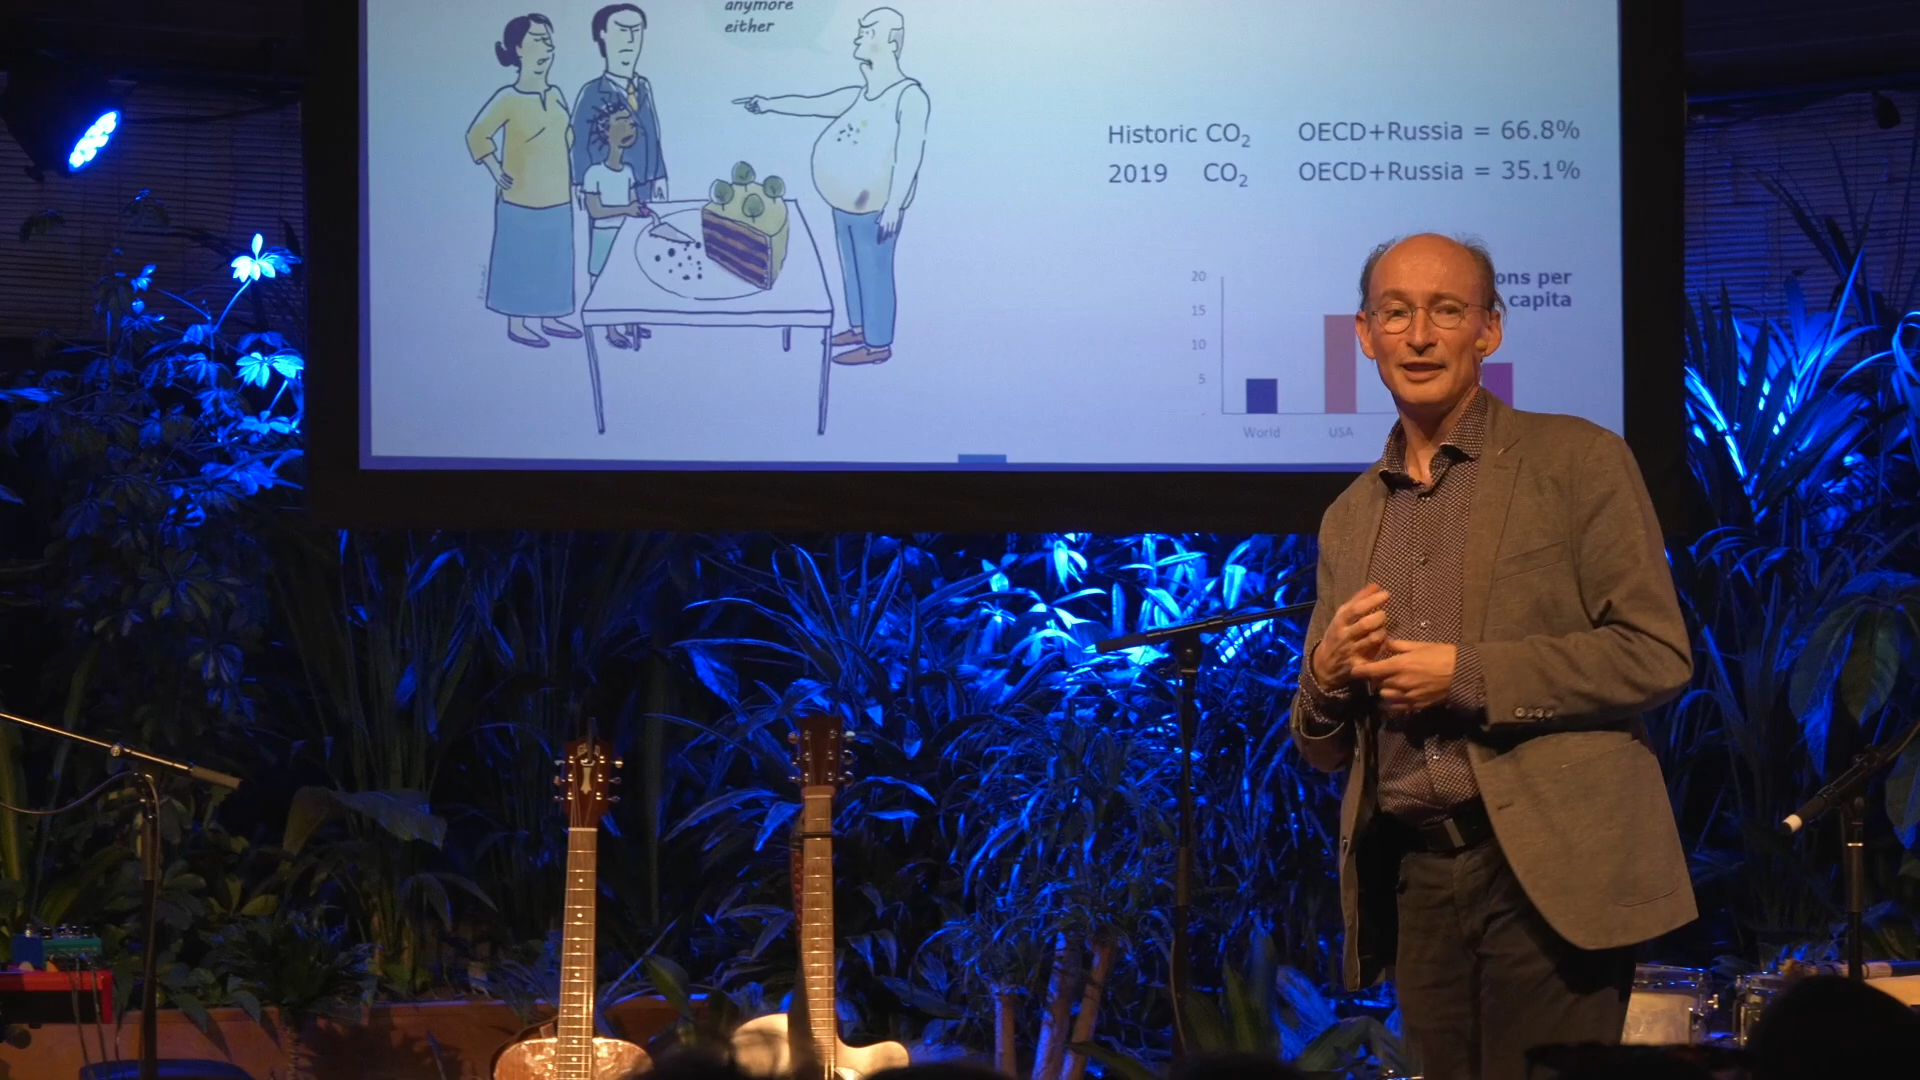 anymore
either
Historic CO₂ OECD+Russia = 66.8%
2019 CO₂ OECD+Russia = 35.1%
ons per
capita
20
15
10
5
World USA